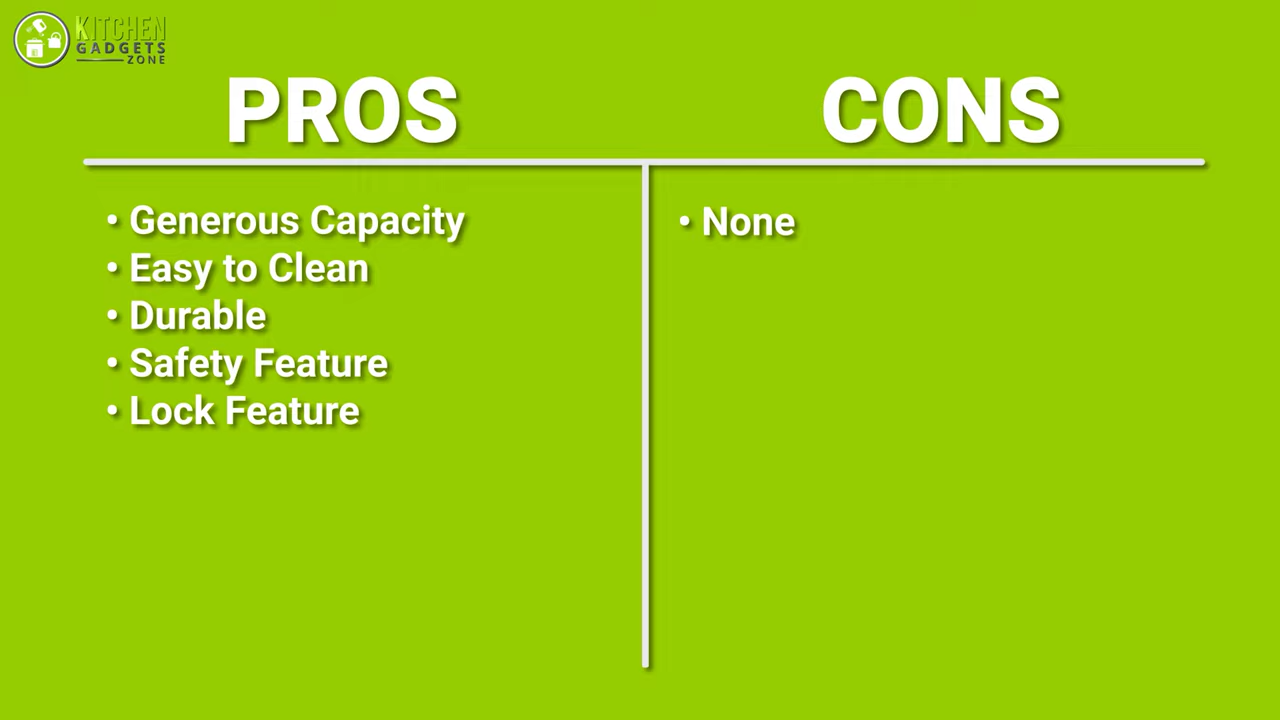 KITCHEN
GADGETS
ZONE
PROS
CONS
• Generous Capacity
• Easy to Clean
• Durable
• Safety Feature
• Lock Feature
• None